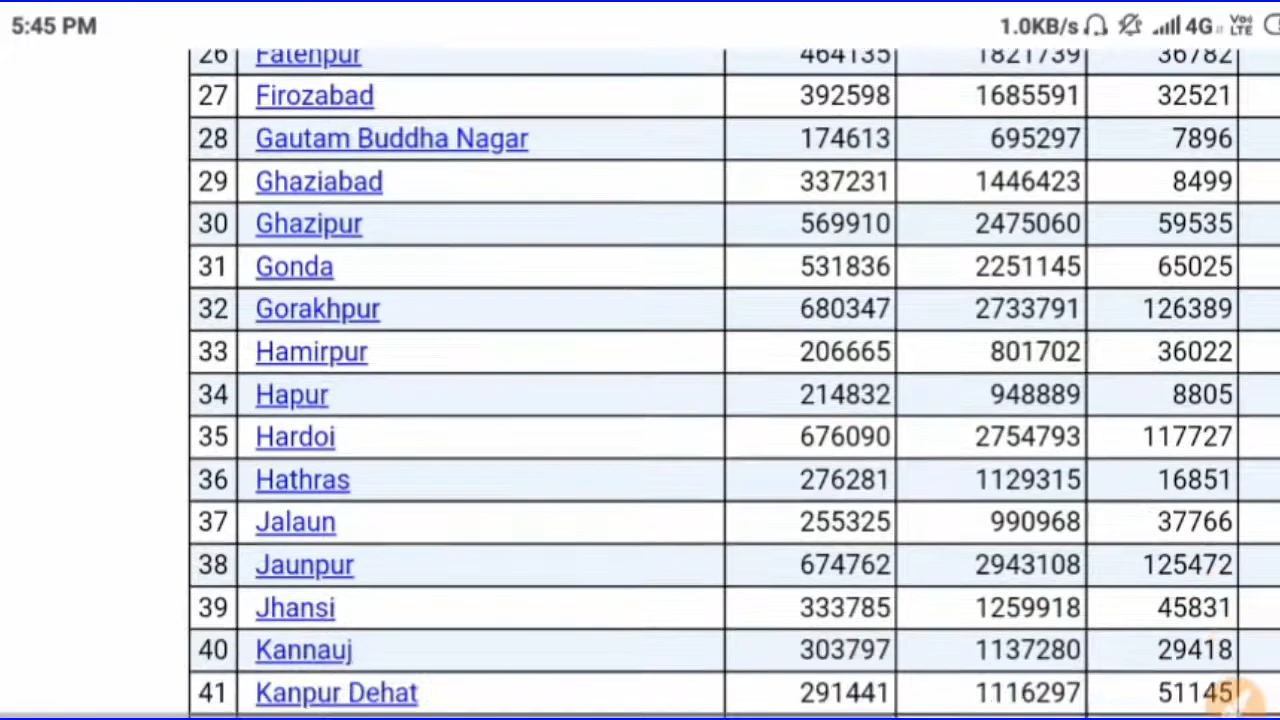 5:45 PM 1.0KB/s 4G Vo) LTE
26 Fatehpur 464135 1821739 36782
27 Firozabad 392598 1685591 32521
28 Gautam Buddha Nagar 174613 695297 7896
29 Ghaziabad 337231 1446423 8499
30 Ghazipur 569910 2475060 59535
31 Gonda 531836 2251145 65025
32 Gorakhpur 680347 2733791 126389
33 Hamirpur 206665 801702 36022
34 Hapur 214832 948889 8805
35 Hardoi 676090 2754793 117727
36 Hathras 276281 1129315 16851
37 Jalaun 255325 990968 37766
38 Jaunpur 674762 2943108 125472
39 Jhansi 333785 1259918 45831
40 Kannauj 303797 1137280 29418
41 Kanpur Dehat 291441 1116297 51145